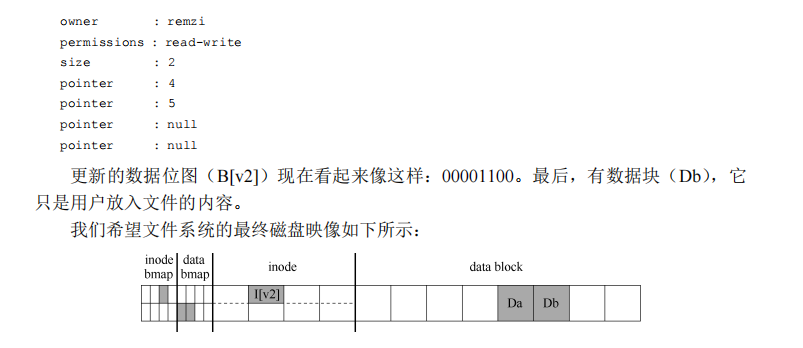 owner : remzi
permissions : read-write
size : 2
pointer : 4
pointer : 5
pointer : null
pointer : null
更新的数据位图（B[v2]）现在看起来像这样：00001100。最后，有数据块（Db），它
只是用户放入文件的内容。
我们希望文件系统的最终磁盘映像如下所示：
inode data
bmap bmap
inode
data block
I[v2]
Da
Db